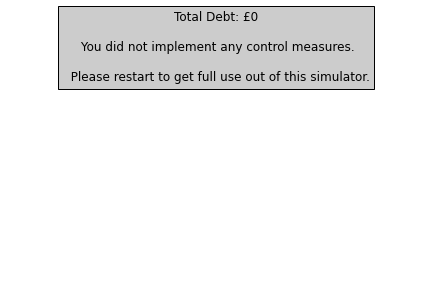 Total Debt: £0
You did not implement any control measures.
Please restart to get full use out of this simulator.